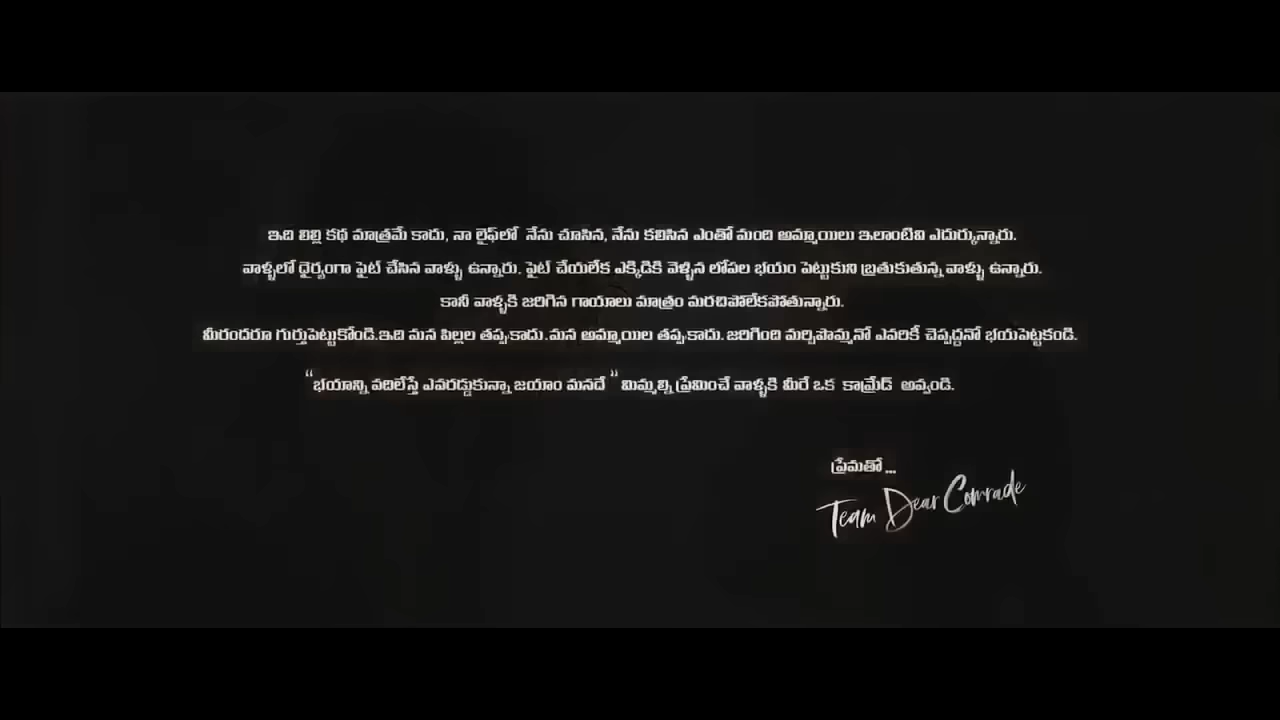 ఇది లిల్లి కథ మాత్రమే కాదు, నా లైఫ్‌లో నేను చూసిన, నేను కలిసిన ఎంతో మంది అమ్మాయిలు ఇలాంటివి ఎదుర్కున్నారు.
వాళ్ళలో ధైర్యంగా ఫైట్ చేసిన వాళ్ళు ఉన్నారు. ఫైట్ చేయలేక ఎక్కిడికి వెళ్ళిన లోపల భయం పెట్టుకుని బ్రతుకుతున్న వాళ్ళు ఉన్నారు.
కానీ వాళ్ళకి జరిగిన గాయాలు మాత్రం మరచిపోలేకపోతున్నారు.
మీరందరూ గుర్తుపెట్టుకోండి.ఇది మన పిల్లల తప్పుకాదు.మన అమ్మాయిల తప్పుకాదు. జరిగింది మర్చిపొమ్మనో ఎవరికీ చెప్పద్దనో భయపెట్టకండి.
“భయాన్ని వదిలేస్తే ఎవరడ్డుకున్నా జయం మనదే” మిమ్మల్ని ప్రేమించే వాళ్ళకి మీరే ఒక కామ్రేడ్ అవ్వండి.
ప్రేమతో...
Team Dear Comrade